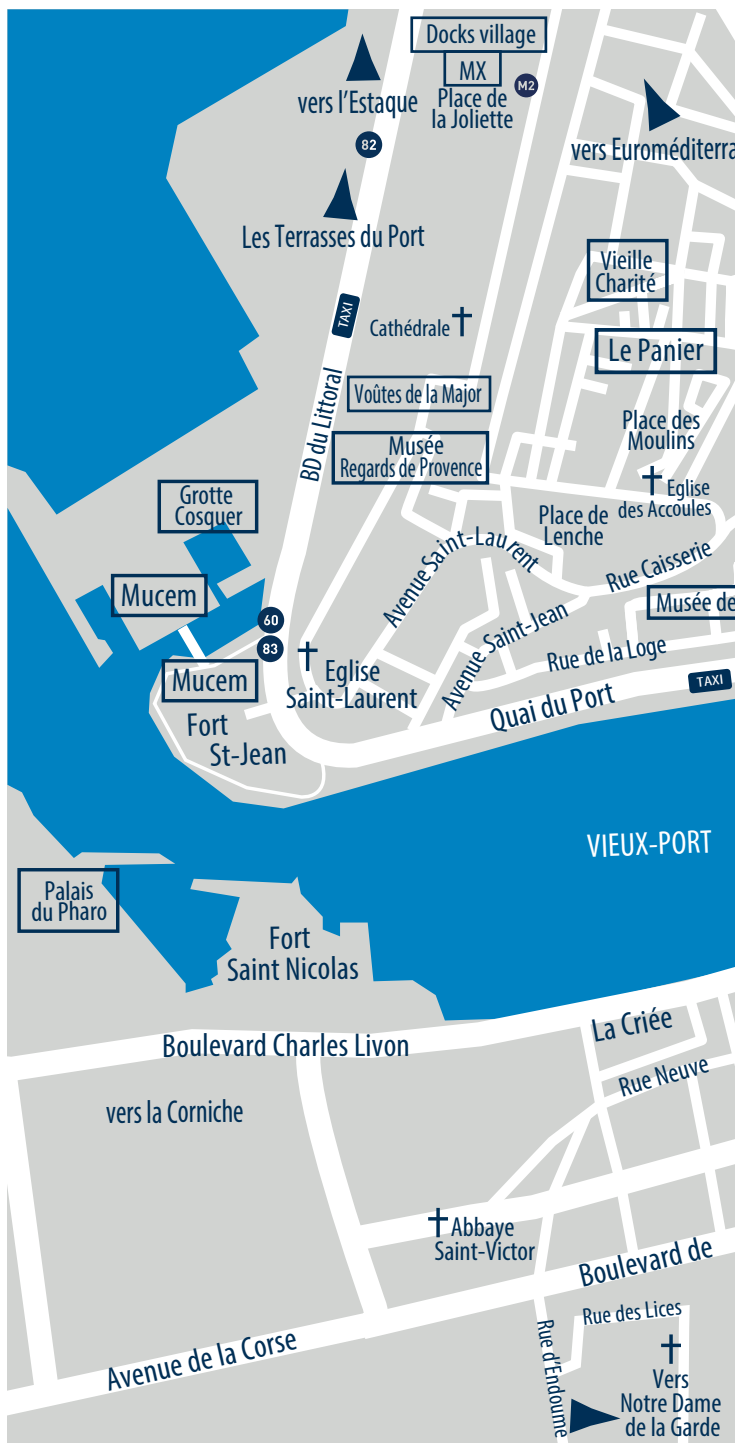 Docks village
MX
M2
Place de
la Joliette
vers l'Estaque
82
vers Euroméditerra
Les Terrasses du Port
Vieille
Charité
TAXI
Cathédrale
Le Panier
BD du Littoral
Voûtes de la Major
Place des
Moulins
Musée
Regards de Provence
Grotte
Cosquer
Eglise
des Accoules
Place de
Lenche
Avenue Saint-Laurent
Rue Caisserie
Mucem
Musée de
60
83
Avenue Saint-Jean
Rue de la Loge
Eglise
Saint-Laurent
Mucem
TAXI
Quai du Port
Fort
St-Jean
VIEUX-PORT
Palais
du Pharo
Fort
Saint Nicolas
La Criée
Boulevard Charles Livon
Rue Neuve
vers la Corniche
Abbaye
Saint-Victor
Boulevard de
Rue des Lices
Avenue de la Corse
Rue d'Endoume
Vers
Notre Dame
de la Garde